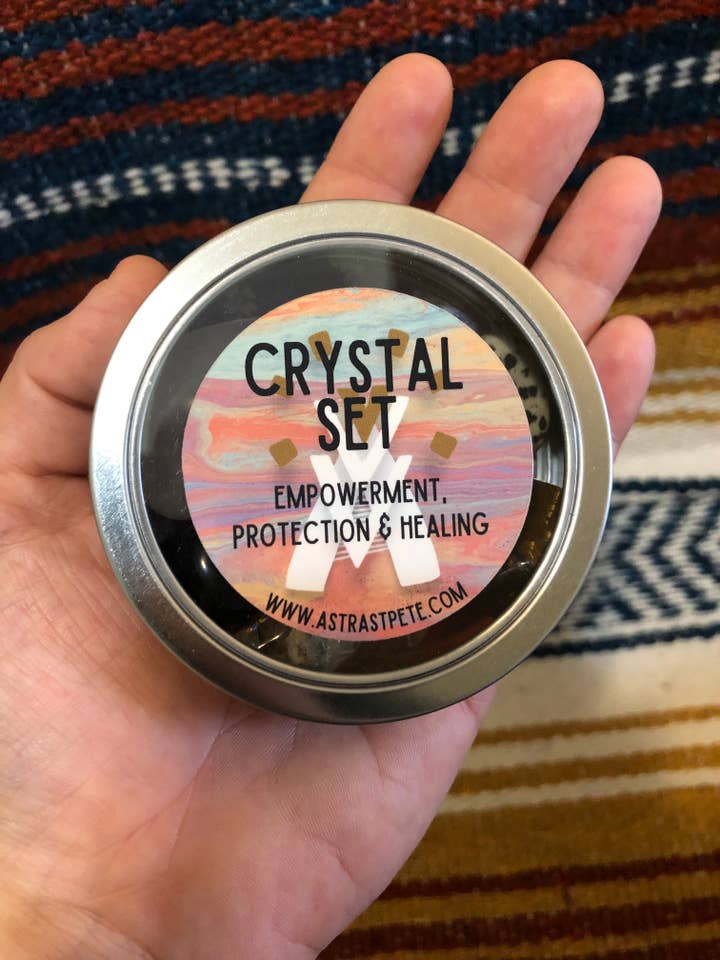 CRYSTAL
SET
EMPOWERMENT,
PROTECTION & HEALING
WWW.ASTRASTPETE.COM